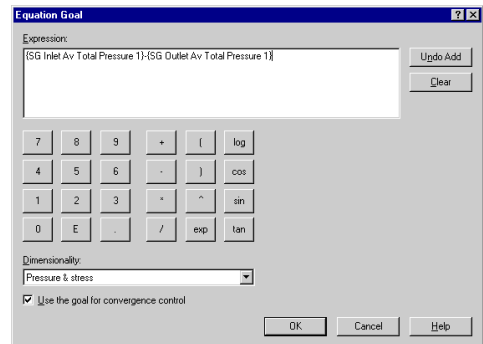 Equation Goal
Expression:
{SG Inlet Av Total Pressure 1}-{SG Outlet Av Total Pressure 1}
Undo Add
Clear
7 8 9 + ( log
4 5 6 - ) cos
1 2 3 * ^ sin
0 E . / exp tan
Dimensionality:
Pressure & stress
Use the goal for convergence control
OK Cancel Help